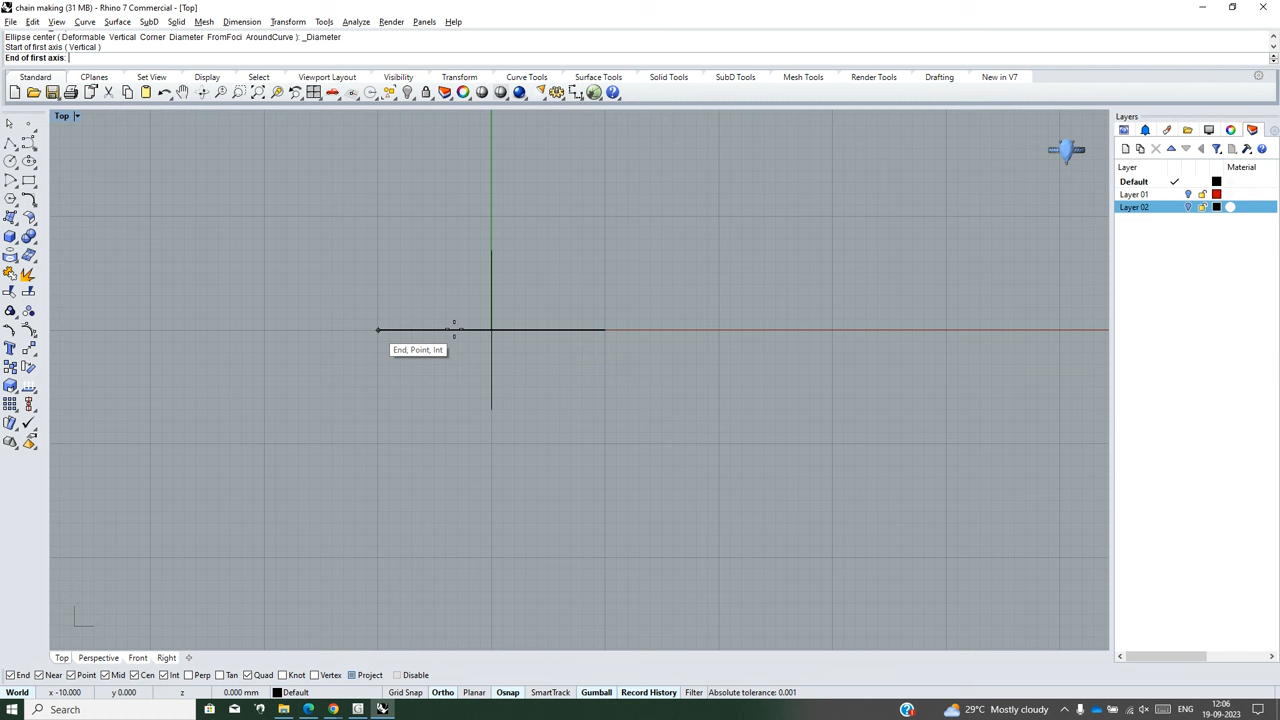 chain making (31 MB) - Rhino 7 Commercial - [Top]
File Edit View Curve Surface SubD Solid Mesh Dimension Transform Tools Analyze Render Panels Help
Ellipse center ( Deformable Vertical Corner Diameter FromFoci AroundCurve ): _Diameter
Start of first axis ( Vertical )
End of first axis:
Standard CPlanes Set View Display Select Viewport Layout Visibility Transform Curve Tools Surface Tools Solid Tools SubD Tools Mesh Tools Render Tools Drafting New in V7
Top
Layers
Layer Material
Default
Layer 01
Layer 02
End, Point, Int
Top Perspective Front Right
End Near Point Mid Cen Int Perp Tan Quad Knot Vertex Project Disable
World x -10.000 y 0.000 z 0.000 mm Default Grid Snap Ortho Planar Osnap SmartTrack Gumball Record History Filter Absolute tolerance: 0.001
Search 29°C Mostly cloudy ENG 12:06
19-09-2023